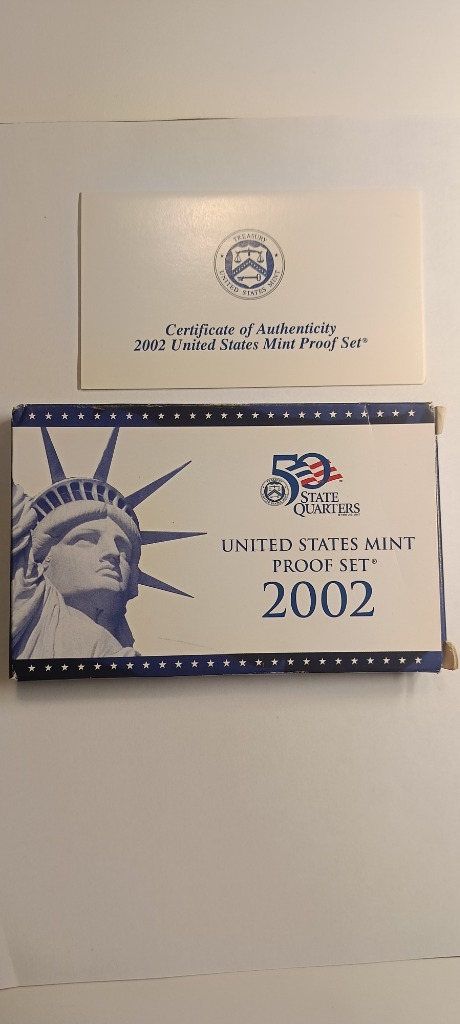 TREASURY
UNITED STATES MINT
Certificate of Authenticity
2002 United States Mint Proof Set®
50
STATE
QUARTERS
UNITED STATES MINT
PROOF SET®
2002